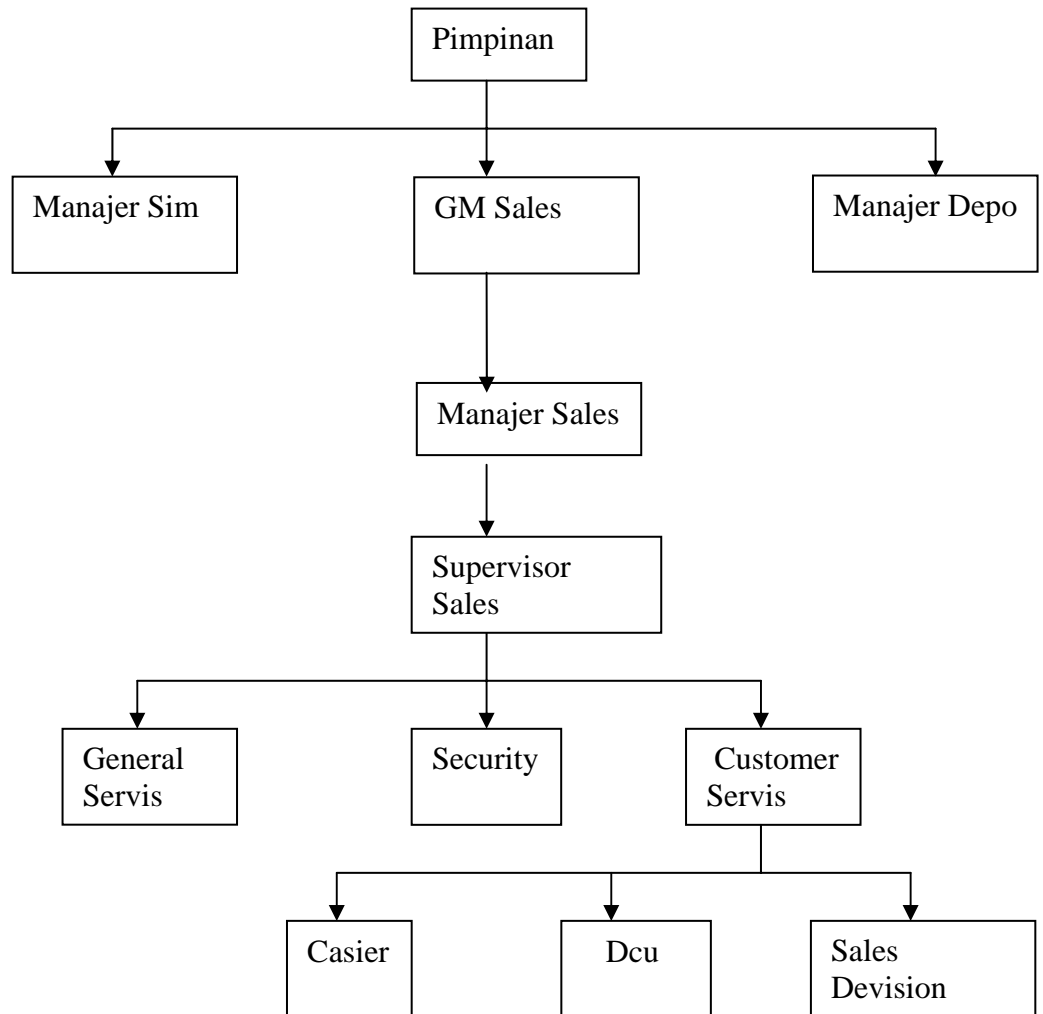 Pimpinan
Manajer Sim
GM Sales
Manajer Depo
Manajer Sales
Supervisor
Sales
General
Servis
Security
Customer
Servis
Casier
Dcu
Sales
Devision